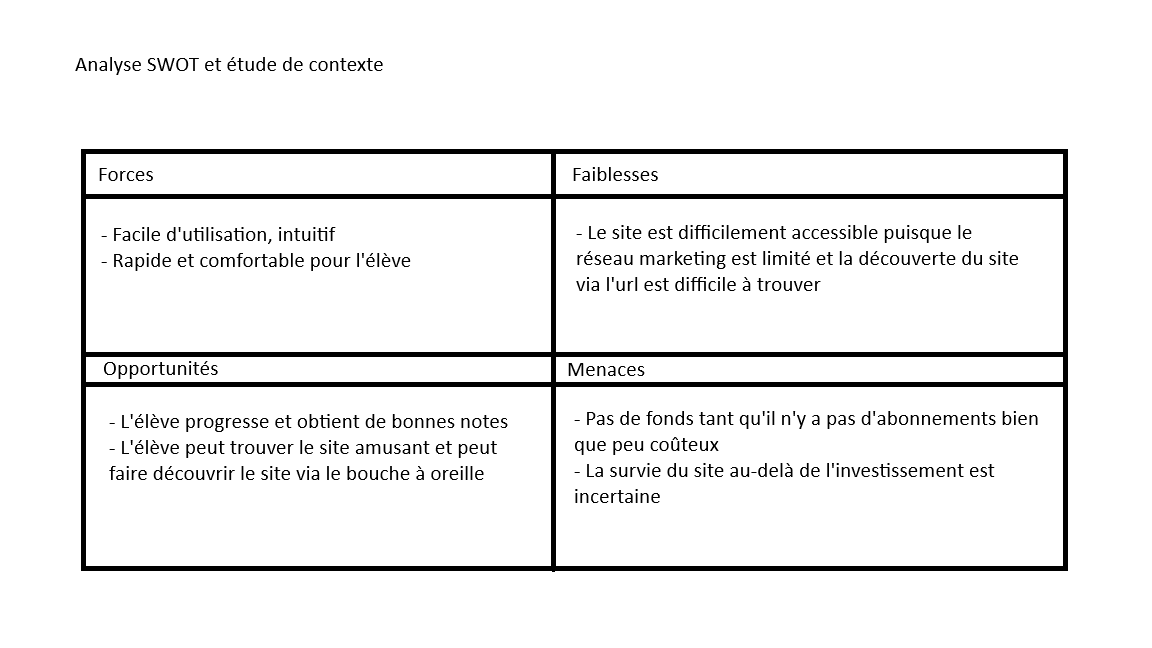 Analyse SWOT et étude de contexte
Forces
- Facile d'utilisation, intuitif
- Rapide et comfortable pour l'élève
Faiblesses
- Le site est difficilement accessible puisque le
réseau marketing est limité et la découverte du site
via l'url est difficile à trouver
Opportunités
- L'élève progresse et obtient de bonnes notes
- L'élève peut trouver le site amusant et peut
faire découvrir le site via le bouche à oreille
Menaces
- Pas de fonds tant qu'il n'y a pas d'abonnements bien
que peu coûteux
- La survie du site au-delà de l'investissement est
incertaine